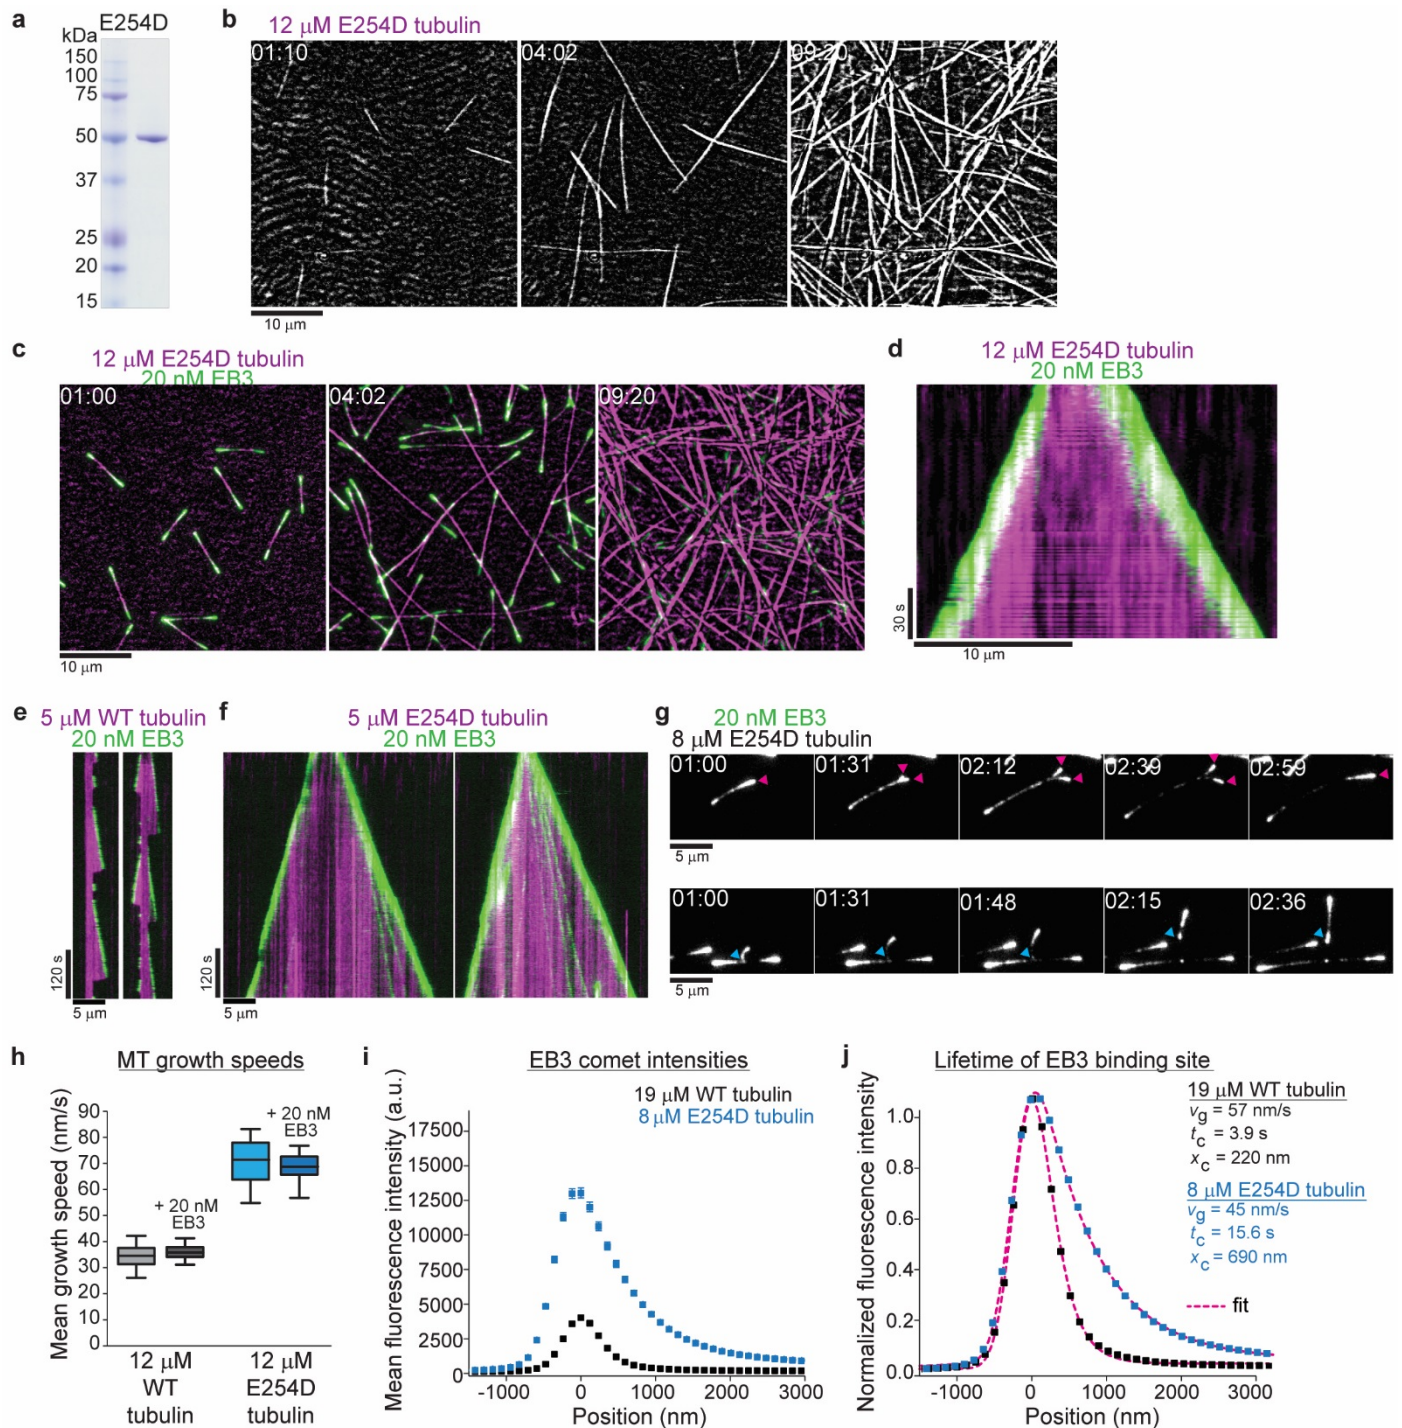 a
E254D
kDa
150
100
75
50
37
25
20
15
b
12 μM E254D tubulin
01:10
04:02
09:20
10 μm
c
12 μM E254D tubulin
20 nM EB3
01:00
04:02
09:20
10 μm
d
12 μM E254D tubulin
20 nM EB3
30 s
10 μm
e
5 μM WT tubulin
20 nM EB3
120 s
5 μm
f
5 μM E254D tubulin
20 nM EB3
120 s
5 μm
g
20 nM EB3
8 μM E254D tubulin
01:00
01:31
02:12
02:39
02:59
5 μm
01:00
01:31
01:48
02:15
02:36
5 μm
h
MT growth speeds
Mean growth speed (nm/s)
90
80
70
60
50
40
30
20
10
0
+ 20 nM
EB3
+ 20 nM
EB3
12 μM
WT
tubulin
12 μM
E254D
tubulin
i
EB3 comet intensities
19 μM WT tubulin
8 μM E254D tubulin
Mean fluorescence intensity (a.u.)
17500
15000
12500
10000
7500
5000
2500
0
-1000
0
1000
2000
3000
Position (nm)
j
Lifetime of EB3 binding site
19 μM WT tubulin
vg = 57 nm/s
tc = 3.9 s
xc = 220 nm
8 μM E254D tubulin
vg = 45 nm/s
tc = 15.6 s
xc = 690 nm
fit
Normalized fluorescence intensity
1.0
0.8
0.6
0.4
0.2
0.0
-1000
0
1000
2000
3000
Position (nm)